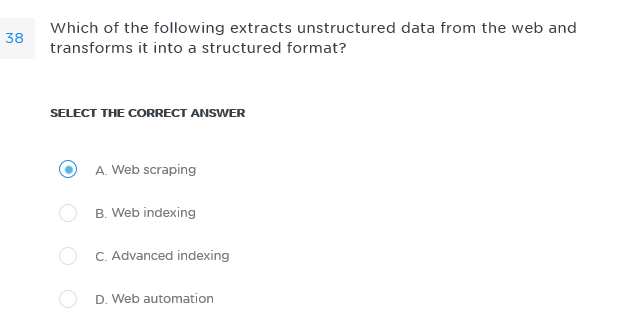 38
Which of the following extracts unstructured data from the web and
transforms it into a structured format?
SELECT THE CORRECT ANSWER
A. Web scraping
B. Web indexing
C. Advanced indexing
D. Web automation